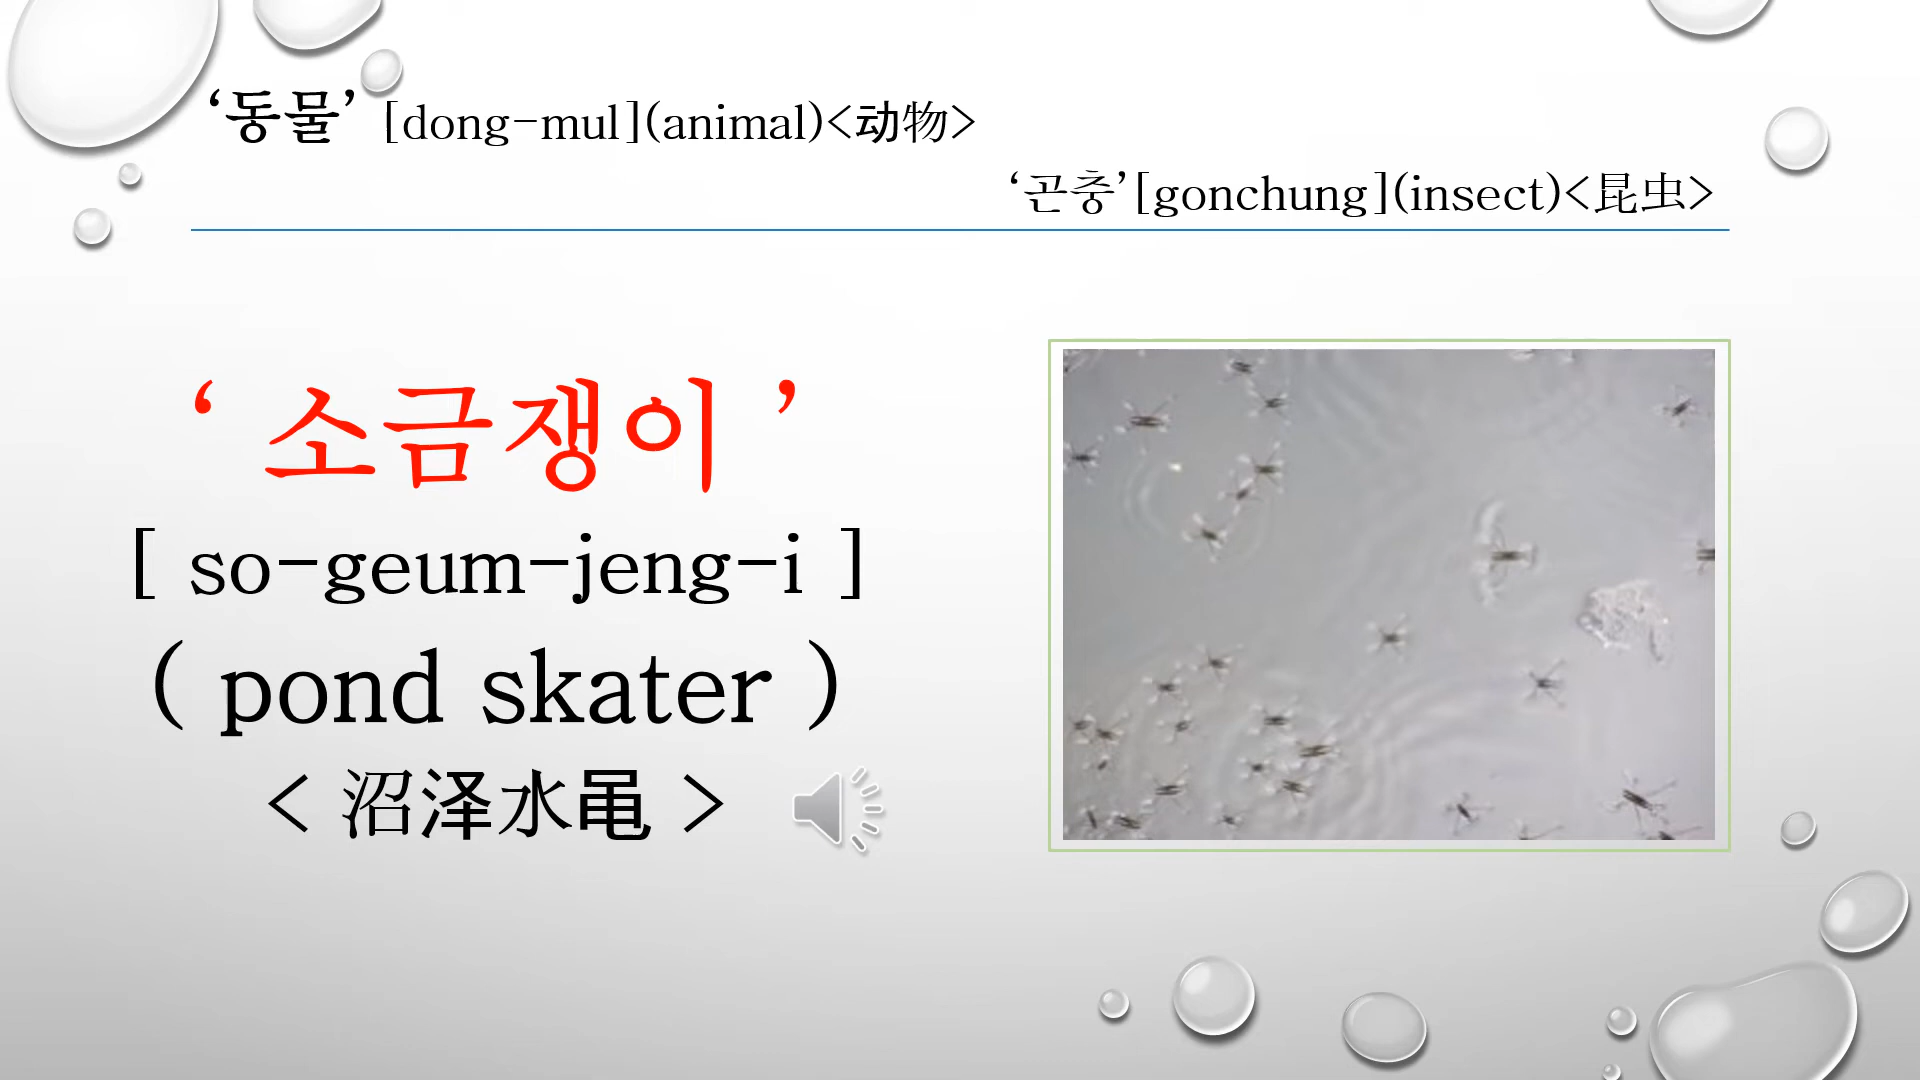 ‘동물’ [dong-mul](animal)<动物>
‘곤충’[gonchung](insect)<昆虫>
‘ 소금쟁이 ’
[ so-geum-jeng-i ]
( pond skater )
< 沼泽水黾 >